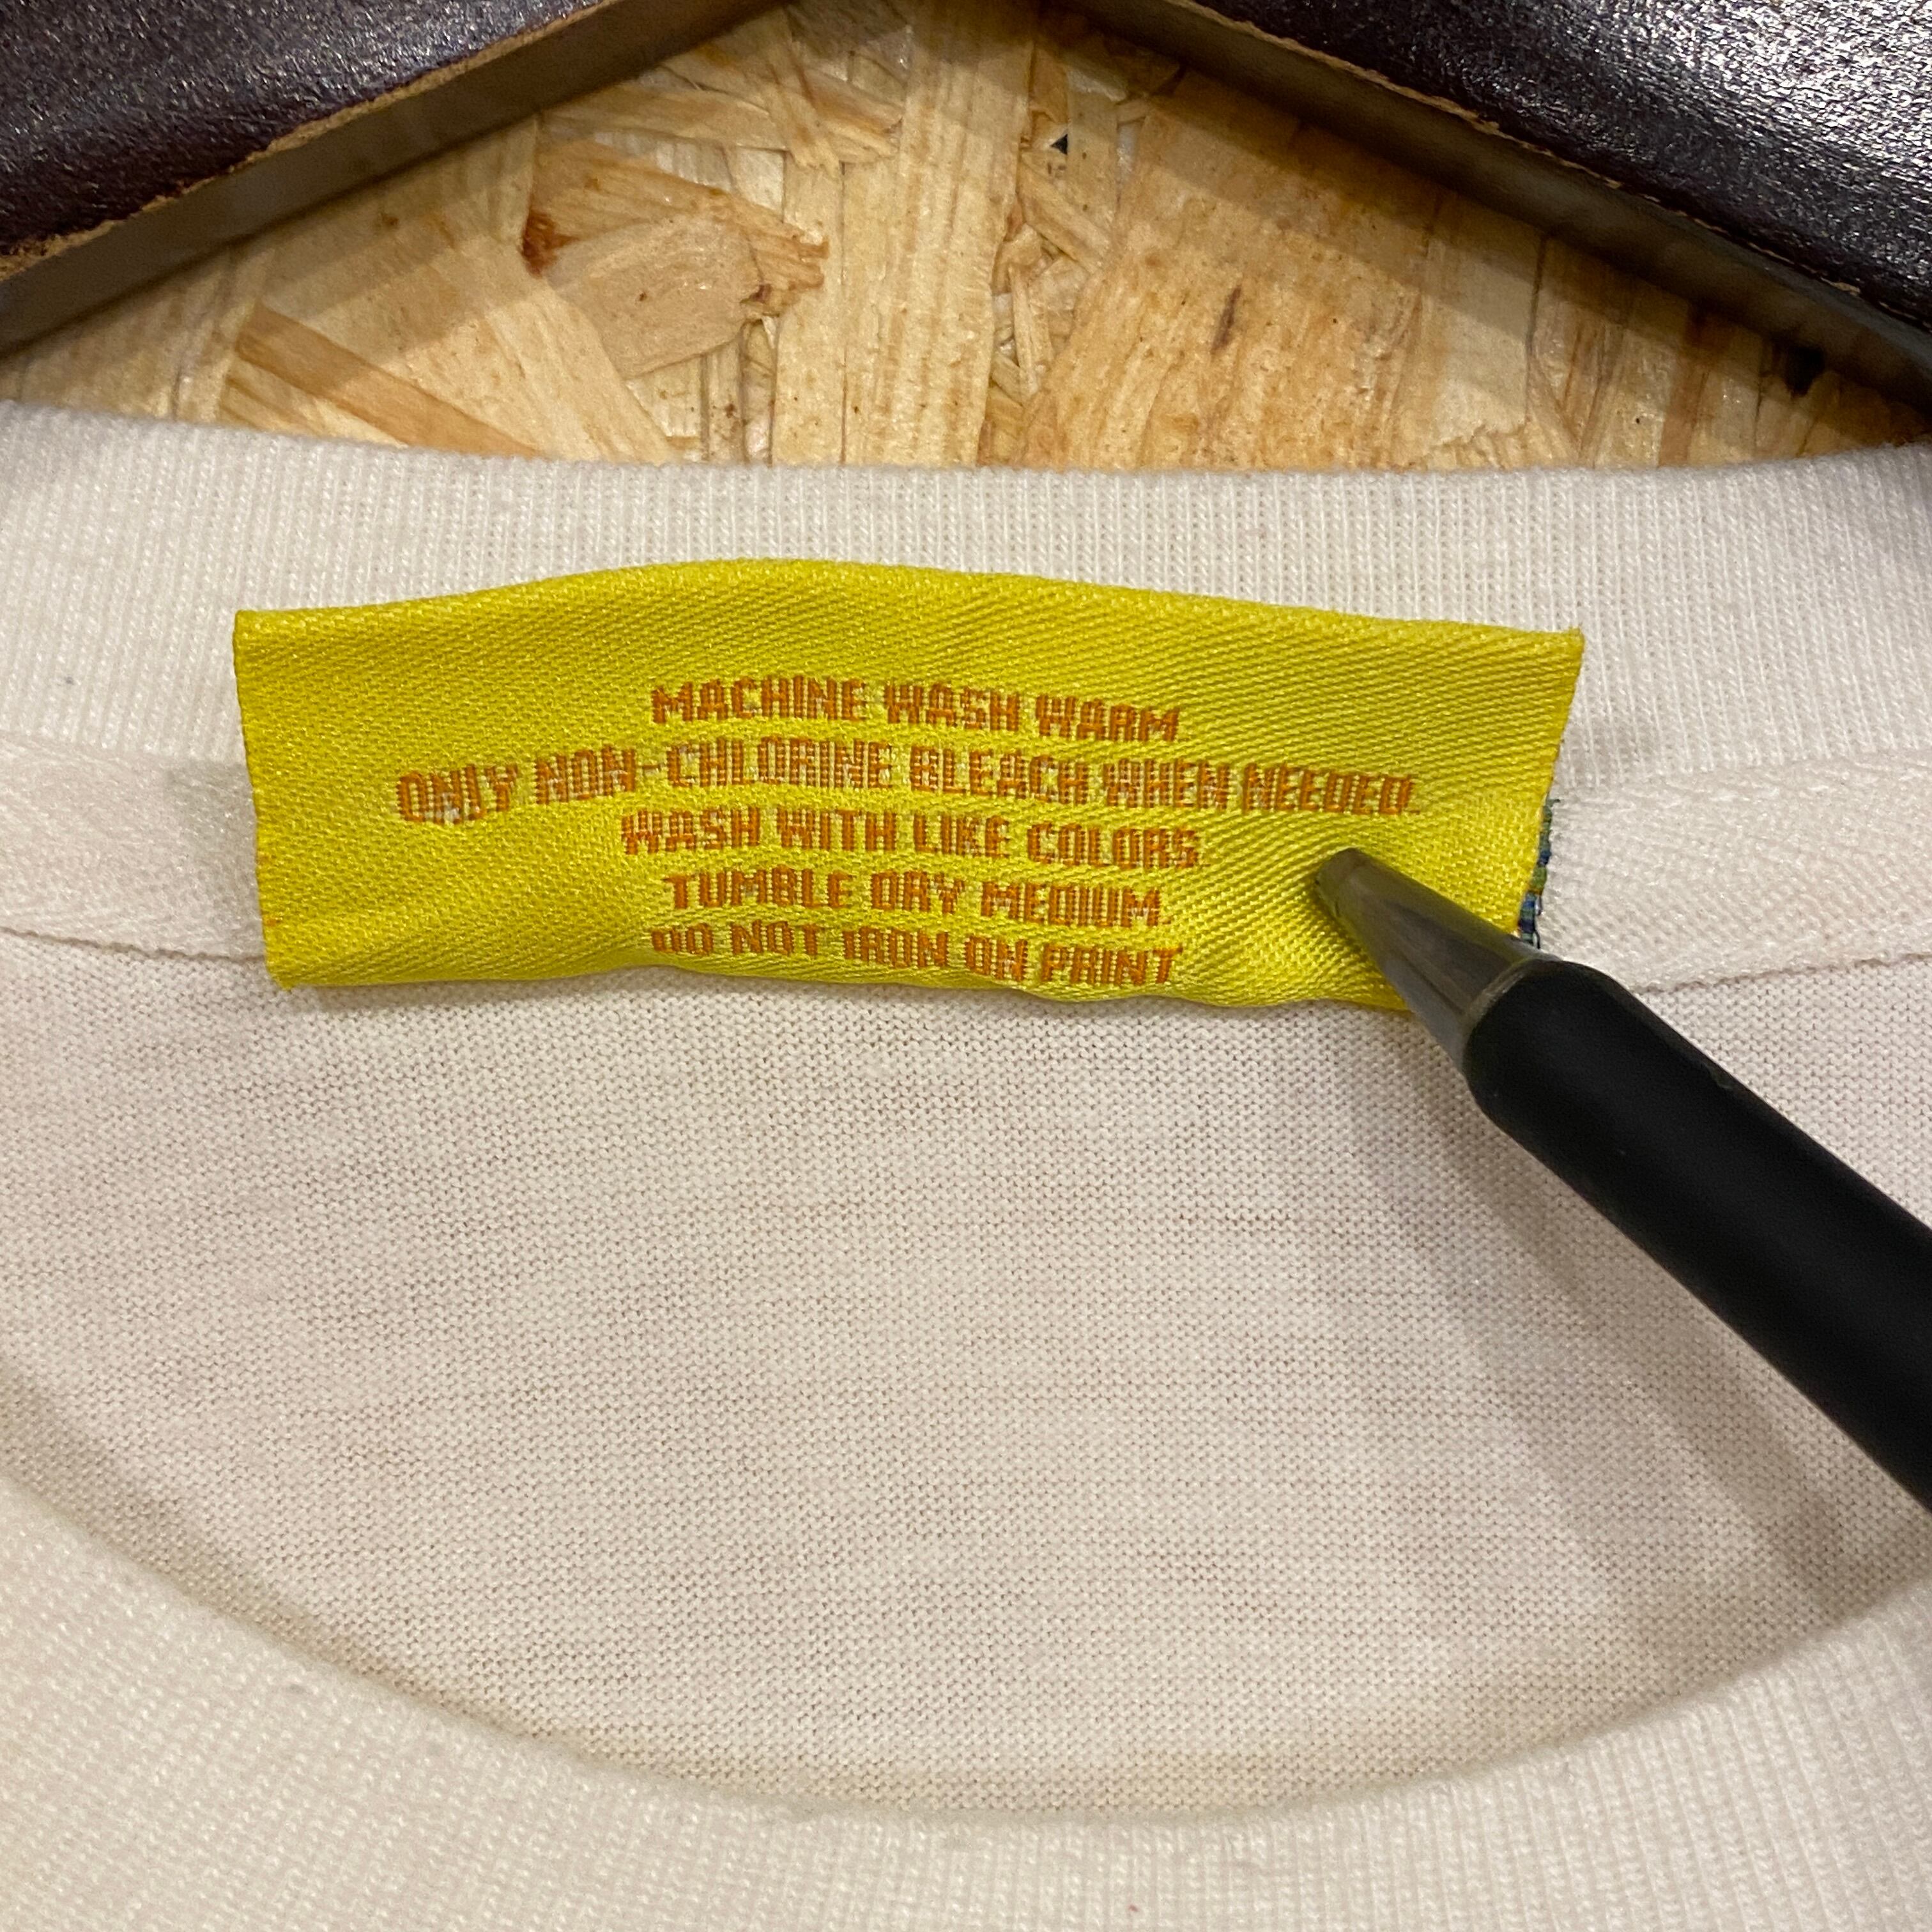 MACHINE WASH WARM
ONLY NON-CHLORINE BLEACH WHEN NEEDED.
WASH WITH LIKE COLORS
TUMBLE DRY MEDIUM.
DO NOT IRON ON PRINT